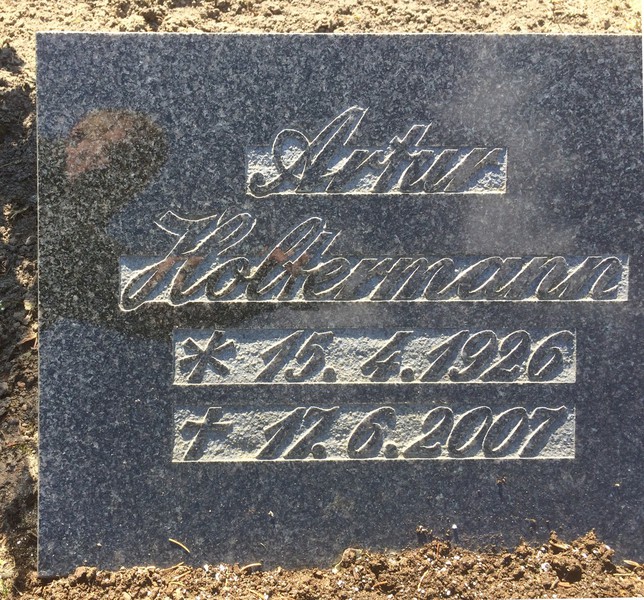 Artur
Holtermann
* 15. 4. 1926
† 17. 6. 2007